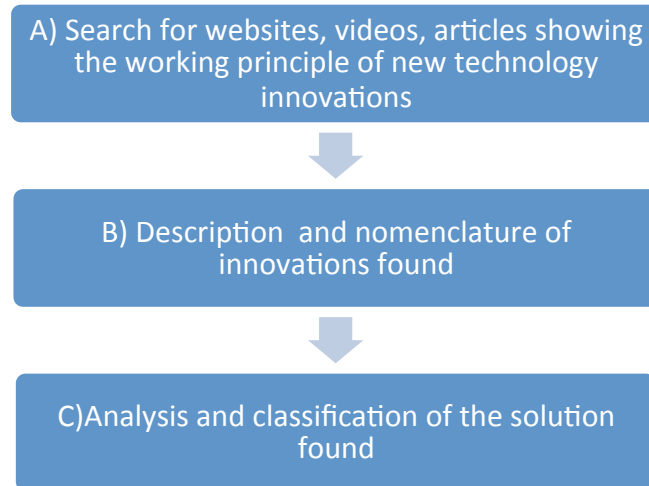 A) Search for websites, videos, articles showing
the working principle of new technology
innovations
B) Description  and nomenclature of
innovations found
C)Analysis and classification of the solution
found